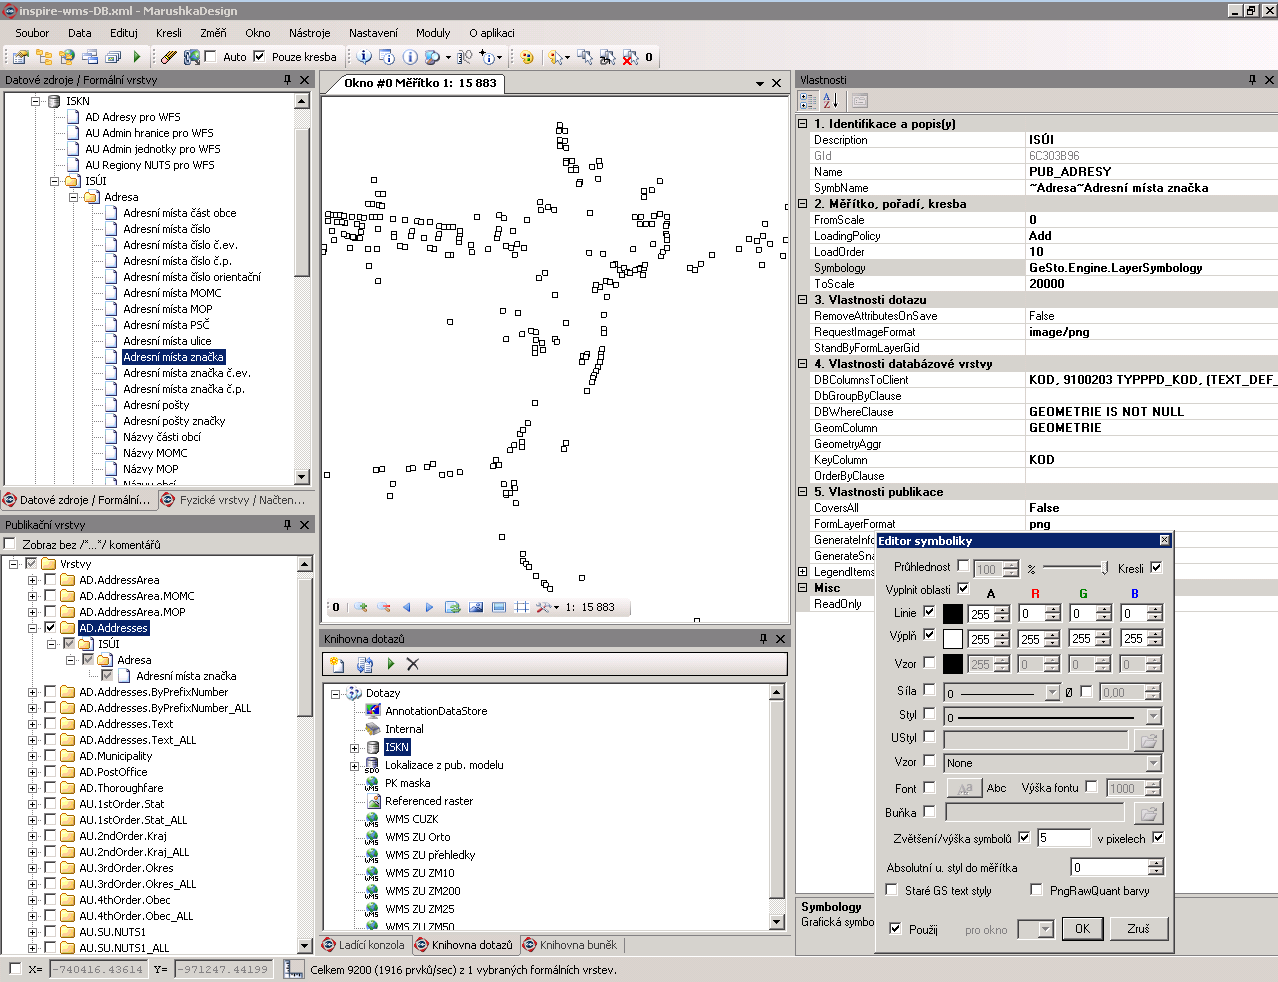 inspire-wms-DB.xml - MarushkaDesign
Soubor Data Edituj Kresli Změň Okno Nástroje Nastavení Moduly O aplikaci
Auto Pouze kresba 0
Datové zdroje / Formální vrstvy
ISKN
AD Adresy pro WFS
AU Admin hranice pro WFS
AU Admin jednotky pro WFS
AU Regiony NUTS pro WFS
ISÚI
Adresa
Adresní místa část obce
Adresní místa číslo
Adresní místa číslo č.ev.
Adresní místa číslo č.p.
Adresní místa číslo orientační
Adresní místa MOMC
Adresní místa MOP
Adresní místa PSČ
Adresní místa ulice
Adresní místa značka
Adresní místa značka č.ev.
Adresní místa značka č.p.
Adresní pošty
Adresní pošty značky
Názvy části obcí
Názvy MOMC
Názvy MOP
Názvy obcí
Datové zdroje / Formální... Fyzické vrstvy / Načten...
Publikační vrstvy
Zobraz bez /*...*/ komentářů
Vrstvy
AD.AddressArea
AD.AddressArea.MOMC
AD.AddressArea.MOP
AD.Addresses
ISÚI
Adresa
Adresní místa značka
AD.Addresses.ByPrefixNumber
AD.Addresses.ByPrefixNumber_ALL
AD.Addresses.Text
AD.Addresses.Text_ALL
AD.Municipality
AD.PostOffice
AD.Thoroughfare
AU.1stOrder.Stat
AU.1stOrder.Stat_ALL
AU.2ndOrder.Kraj
AU.2ndOrder.Kraj_ALL
AU.3rdOrder.Okres
AU.3rdOrder.Okres_ALL
AU.4thOrder.Obec
AU.4thOrder.Obec_ALL
AU.SU.NUTS1
AU.SU.NUTS1_ALL
Okno #0 Měřítko 1: 15 883
0 1: 15 883
Knihovna dotazů
Dotazy
AnnotationDataStore
Internal
ISKN
Lokalizace z pub. modelu
PK maska
Referenced raster
WMS CUZK
WMS ZU Orto
WMS ZU přehledky
WMS ZU ZM10
WMS ZU ZM200
WMS ZU ZM25
WMS ZU ZM50
Ladící konzola Knihovna dotazů Knihovna buněk
Vlastnosti
1. Identifikace a popis(y)
Description ISÚI
GId 6C303B96
Name PUB_ADRESY
SymbName ~Adresa~Adresní místa značka
2. Měřítko, pořadí, kresba
FromScale 0
LoadingPolicy Add
LoadOrder 10
Symbology GeSto.Engine.LayerSymbology
ToScale 20000
3. Vlastnosti dotazu
RemoveAttributesOnSave False
RequestImageFormat image/png
StandByFormLayerGid
4. Vlastnosti databázové vrstvy
DBColumnsToClient KOD, 9100203 TYPPPD_KOD, (TEXT_DEF_
DbGroupByClause
DBWhereClause GEOMETRIE IS NOT NULL
GeomColumn GEOMETRIE
GeometryAggr
KeyColumn KOD
OrderByClause
5. Vlastnosti publikace
CoversAll False
FormLayerFormat png
GenerateInfo
GenerateSna
LegendItems
Misc
ReadOnly
Symbology
Grafická symbo
Editor symboliky
Průhlednost 100 % Kresli
Vyplnit oblasti A R G B
Linie 255 0 0 0
Výplň 255 255 255 255
Vzor 255 0 0 0
Síla 0 Ø 0,00
Styl 0
UStyl
Vzor None
Font Aa Abc Výška fontu 1000
Buňka
Zvětšení/výška symbolů 5 v pixelech
Absolutní u. styl do měřítka 0
Staré GS text styly PngRawQuant barvy
Použij pro okno OK Zruš
X= -740416.43614 Y= -971247.44199 Celkem 9200 (1916 prvků/sec) z 1 vybraných formálních vrstev.